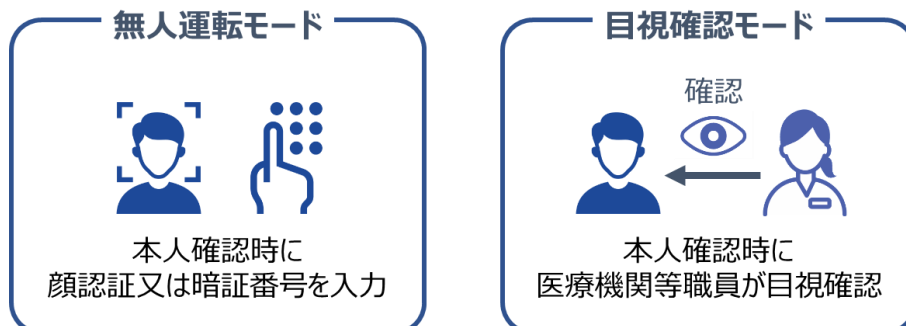 無人運転モード
本人確認時に
顔認証又は暗証番号を入力
目視確認モード
確認
本人確認時に
医療機関等職員が目視確認